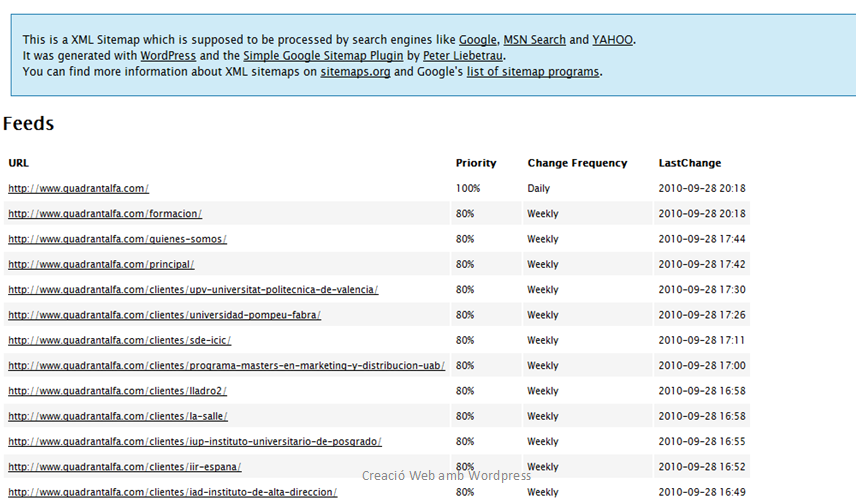 This is a XML Sitemap which is supposed to be processed by search engines like Google, MSN Search and YAHOO.
It was generated with WordPress and the Simple Google Sitemap Plugin by Peter Liebetrau.
You can find more information about XML sitemaps on sitemaps.org and Google's list of sitemap programs.
Feeds
URL Priority Change Frequency LastChange
http://www.quadrantalfa.com/ 100% Daily 2010-09-28 20:18
http://www.quadrantalfa.com/formacion/ 80% Weekly 2010-09-28 20:18
http://www.quadrantalfa.com/quienes-somos/ 80% Weekly 2010-09-28 17:44
http://www.quadrantalfa.com/principal/ 80% Weekly 2010-09-28 17:42
http://www.quadrantalfa.com/clientes/upv-universitat-politecnica-de-valencia/ 80% Weekly 2010-09-28 17:30
http://www.quadrantalfa.com/clientes/universidad-pompeu-fabra/ 80% Weekly 2010-09-28 17:26
http://www.quadrantalfa.com/clientes/sde-icic/ 80% Weekly 2010-09-28 17:11
http://www.quadrantalfa.com/clientes/programa-masters-en-marketing-y-distribucion-uab/ 80% Weekly 2010-09-28 17:00
http://www.quadrantalfa.com/clientes/lladro2/ 80% Weekly 2010-09-28 16:58
http://www.quadrantalfa.com/clientes/la-salle/ 80% Weekly 2010-09-28 16:58
http://www.quadrantalfa.com/clientes/iup-instituto-universitario-de-posgrado/ 80% Weekly 2010-09-28 16:55
http://www.quadrantalfa.com/clientes/iir-espana/ 80% Weekly 2010-09-28 16:52
Creació Web amb Wordpress
http://www.quadrantalfa.com/clientes/iad-instituto-de-alta-direccion/ 80% Weekly 2010-09-28 16:49